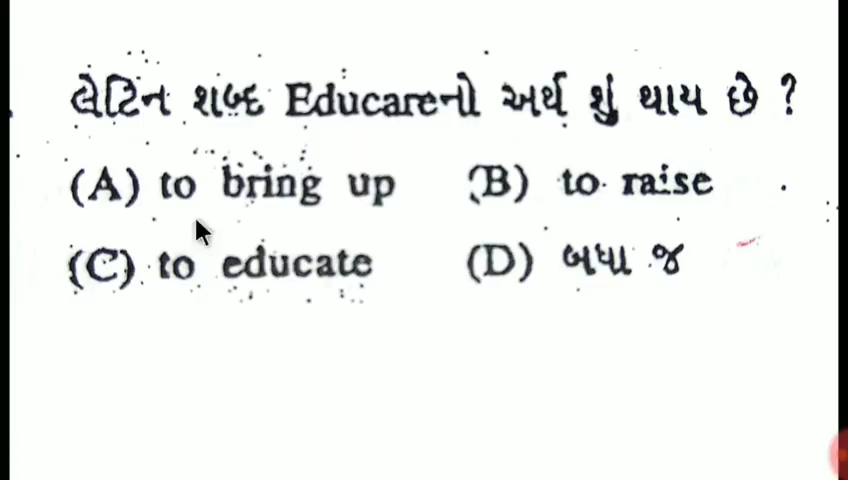 લેટિન શબ્દ Educareનો અર્થ શું થાય છે ?
(A) to bring up (B) to raise
(C) to educate (D) બધા જ